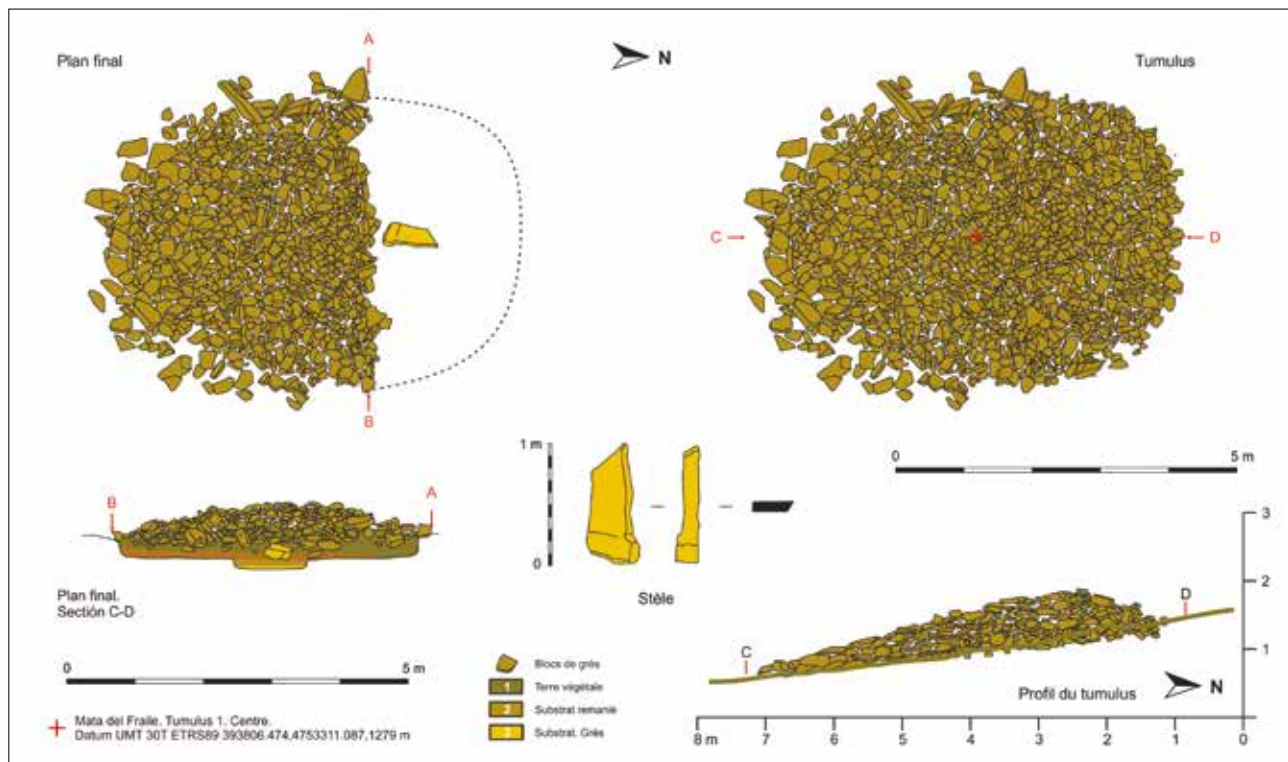 Plan final
A
N
Tumulus
C
D
B
1 m
0
Stèle
0
5 m
B
A
Plan final.
Sectión C-D
0
5 m
Mata del Fraile. Tumulus 1. Centre.
Datum UMT 30T ETRS89 393806.474,4753311.087,1279 m
Blocs de grès
1 Terre végétale
2 Substrat remanié
3 Substrat. Grès
3
2
1
0
C
D
Profil du tumulus
N
8 m 7 6 5 4 3 2 1 0